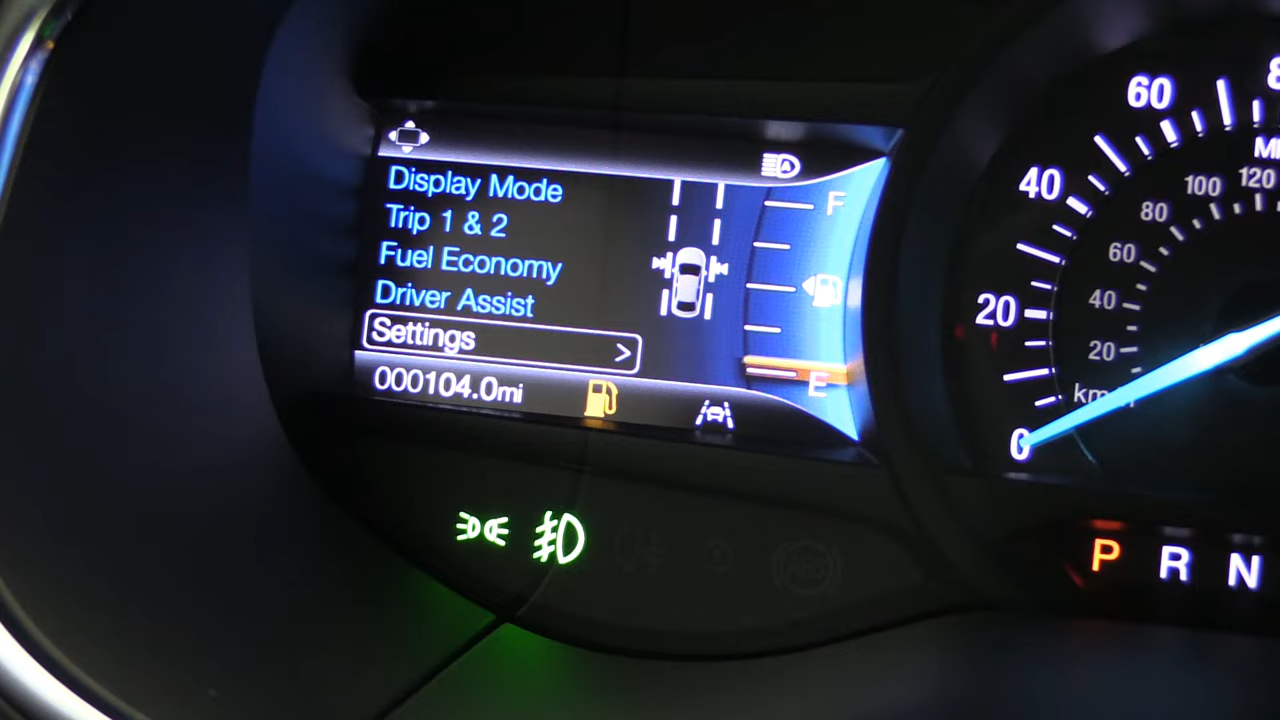 Display Mode
Trip 1 & 2
Fuel Economy
Driver Assist
Settings >
000104.0mi
A
F
E
0
20
40
60
20
40
60
80
100
120
P R N